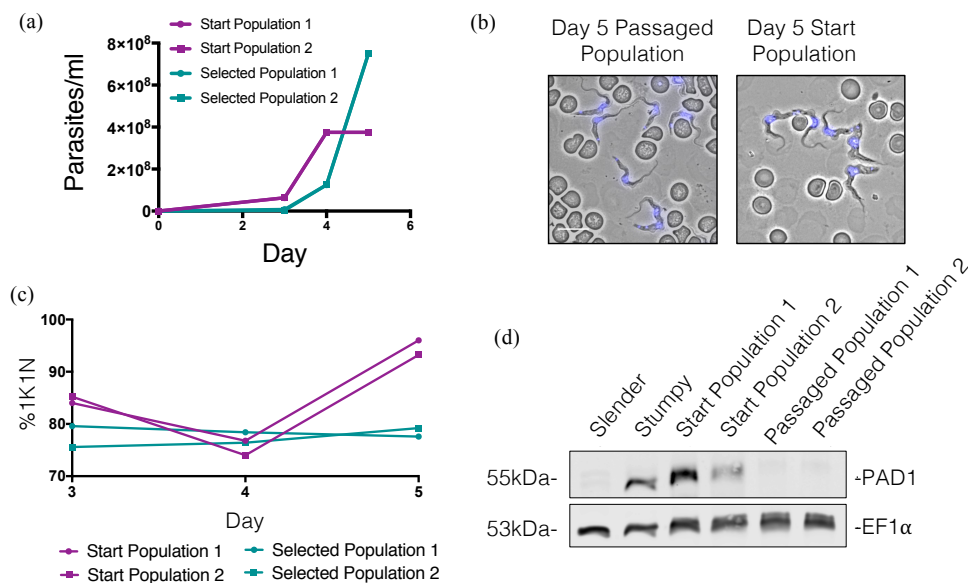 (a)
Start Population 1
Start Population 2
Selected Population 1
Selected Population 2
Parasites/ml
8×10⁸
6×10⁸
4×10⁸
2×10⁸
0
0
2
4
6
Day
(b)
Day 5 Passaged
Population
Day 5 Start
Population
(c)
%1K1N
100
90
80
70
3
4
5
Day
Start Population 1
Start Population 2
Selected Population 1
Selected Population 2
(d)
Slender
Stumpy
Start Population 1
Start Population 2
Passaged Population 1
Passaged Population 2
55kDa-
-PAD1
53kDa-
-EF1α